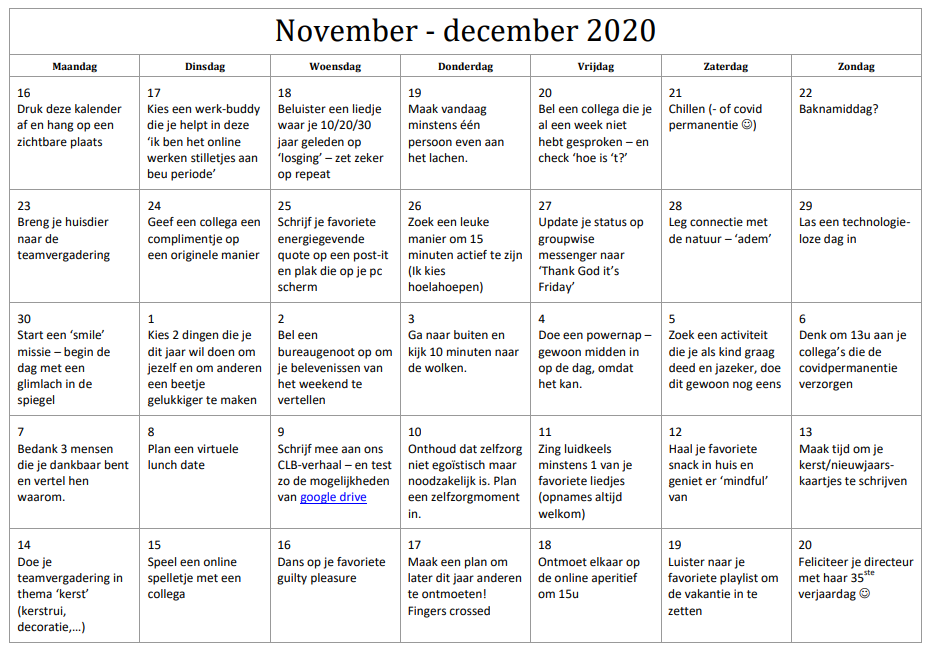 November - december 2020
Maandag
Dinsdag
Woensdag
Donderdag
Vrijdag
Zaterdag
Zondag
16
Druk deze kalender
af en hang op een
zichtbare plaats
17
Kies een werk-buddy
die je helpt in deze
‘ik ben het online
werken stilletjes aan
beu periode’
18
Beluister een liedje
waar je 10/20/30
jaar geleden op
‘losging’ – zet zeker
op repeat
19
Maak vandaag
minstens één
persoon even aan
het lachen.
20
Bel een collega die je
al een week niet
hebt gesproken – en
check ‘hoe is ‘t?’
21
Chillen (- of covid
permanentie ☺)
22
Baknamiddag?
23
Breng je huisdier
naar de
teamvergadering
24
Geef een collega een
complimentje op
een originele manier
25
Schrijf je favoriete
energiegevende
quote op een post-it
en plak die op je pc
scherm
26
Zoek een leuke
manier om 15
minuten actief te zijn
(Ik kies
hoelahoepen)
27
Update je status op
groupwise
messenger naar
‘Thank God it’s
Friday’
28
Leg connectie met
de natuur – ‘adem’
29
Las een technologie-
loze dag in
30
Start een ‘smile’
missie – begin de
dag met een
glimlach in de
spiegel
1
Kies 2 dingen die je
dit jaar wil doen om
jezelf en om anderen
een beetje
gelukkiger te maken
2
Bel een
bureaugenoot op om
je belevenissen van
het weekend te
vertellen
3
Ga naar buiten en
kijk 10 minuten naar
de wolken.
4
Doe een powernap –
gewoon midden in
op de dag, omdat
het kan.
5
Zoek een activiteit
die je als kind graag
deed en jazeker, doe
dit gewoon nog eens
6
Denk om 13u aan je
collega’s die de
covidpermanentie
verzorgen
7
Bedank 3 mensen
die je dankbaar bent
en vertel hen
waarom.
8
Plan een virtuele
lunch date
9
Schrijf mee aan ons
CLB-verhaal – en test
zo de mogelijkheden
van google drive
10
Onthoud dat zelfzorg
niet egoïstisch maar
noodzakelijk is. Plan
een zelfzorgmoment
in.
11
Zing luidkeels
minstens 1 van je
favoriete liedjes
(opnames altijd
welkom)
12
Haal je favoriete
snack in huis en
geniet er ‘mindful’
van
13
Maak tijd om je
kerst/nieuwjaars-
kaartjes te schrijven
14
Doe je
teamvergadering in
thema ‘kerst’
(kerstrui,
decoratie,…)
15
Speel een online
spelletje met een
collega
16
Dans op je favoriete
guilty pleasure
17
Maak een plan om
later dit jaar anderen
te ontmoeten!
Fingers crossed
18
Ontmoet elkaar op
de online aperitief
om 15u
19
Luister naar je
favoriete playlist om
de vakantie in te
zetten
20
Feliciteer je directeur
met haar 35ste
verjaardag ☺